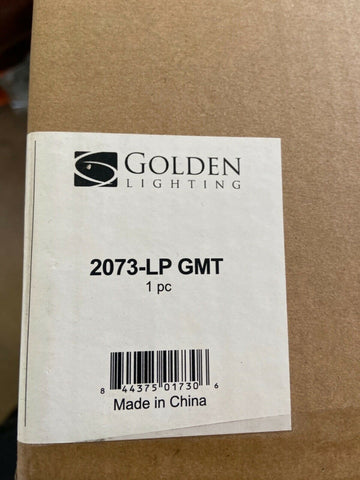 GOLDEN
LIGHTING
2073-LP GMT
1 pc
8 44375 01730 6
Made in China